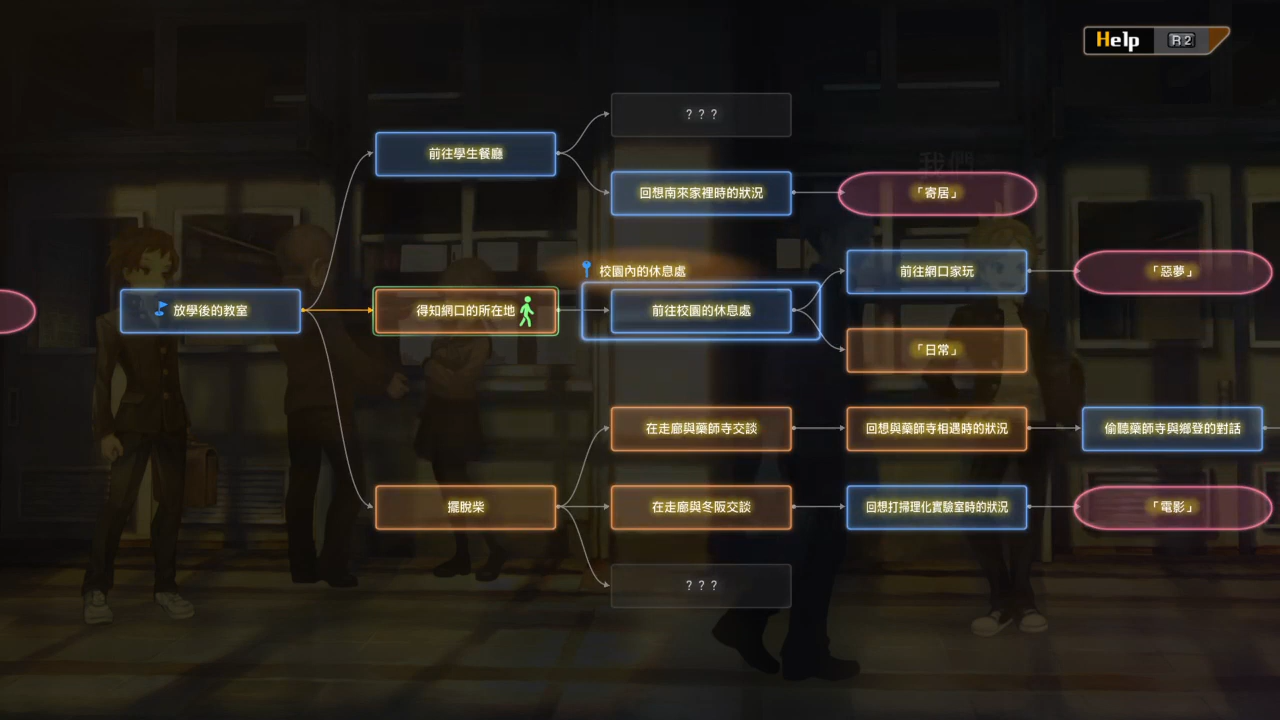 Help R2
？？？
前往學生餐廳
我們
回想南來家裡時的狀況
「寄居」
校園內的休息處
前往網口家玩
「惡夢」
放學後的教室
得知網口的所在地
前往校園的休息處
「日常」
在走廊與藥師寺交談
回想與藥師寺相遇時的狀況
偷聽藥師寺與鄉登的對話
擺脫柴
在走廊與冬阪交談
回想打掃理化實驗室時的狀況
「電影」
？？？